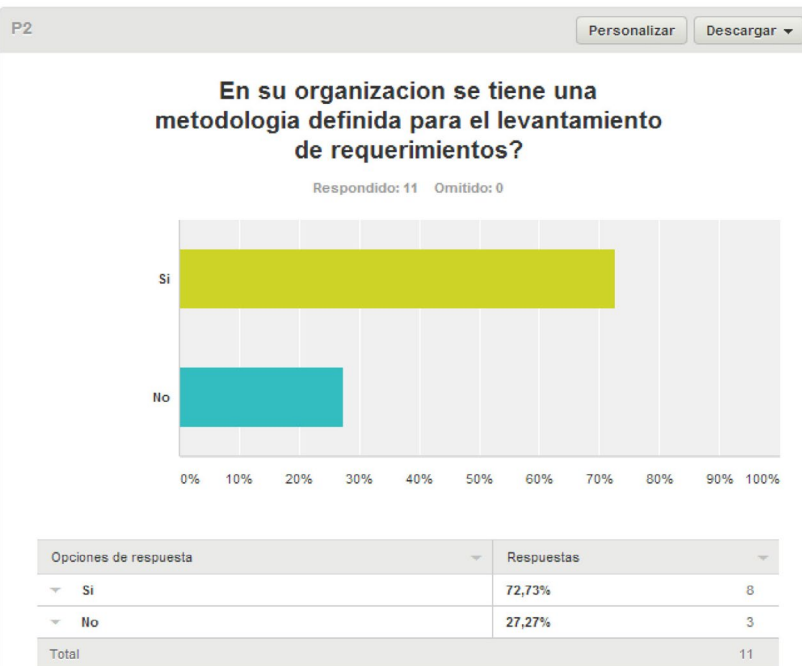 P2
Personalizar
Descargar
En su organizacion se tiene una
metodologia definida para el levantamiento
de requerimientos?
Respondido: 11 Omitido: 0
Si
No
0% 10% 20% 30% 40% 50% 60% 70% 80% 90% 100%
Opciones de respuesta Respuestas
Si 72,73% 8
No 27,27% 3
Total 11